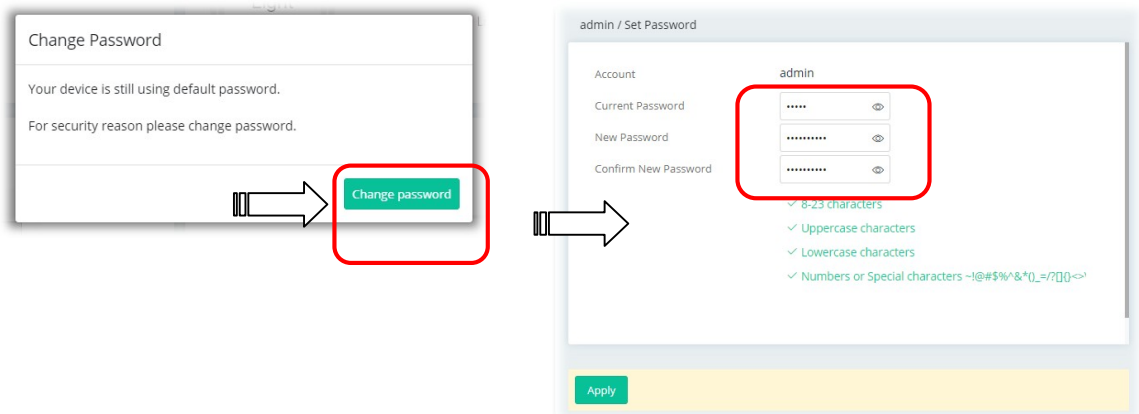 Light
Change Password
Your device is still using default password.
For security reason please change password.
Change password
admin / Set Password
Account admin
Current Password •••••
New Password ••••••••••
Confirm New Password ••••••••••
✓ 8-23 characters
✓ Uppercase characters
✓ Lowercase characters
✓ Numbers or Special characters ~!@#$%^&*()_=/?[]{}<>'
Apply